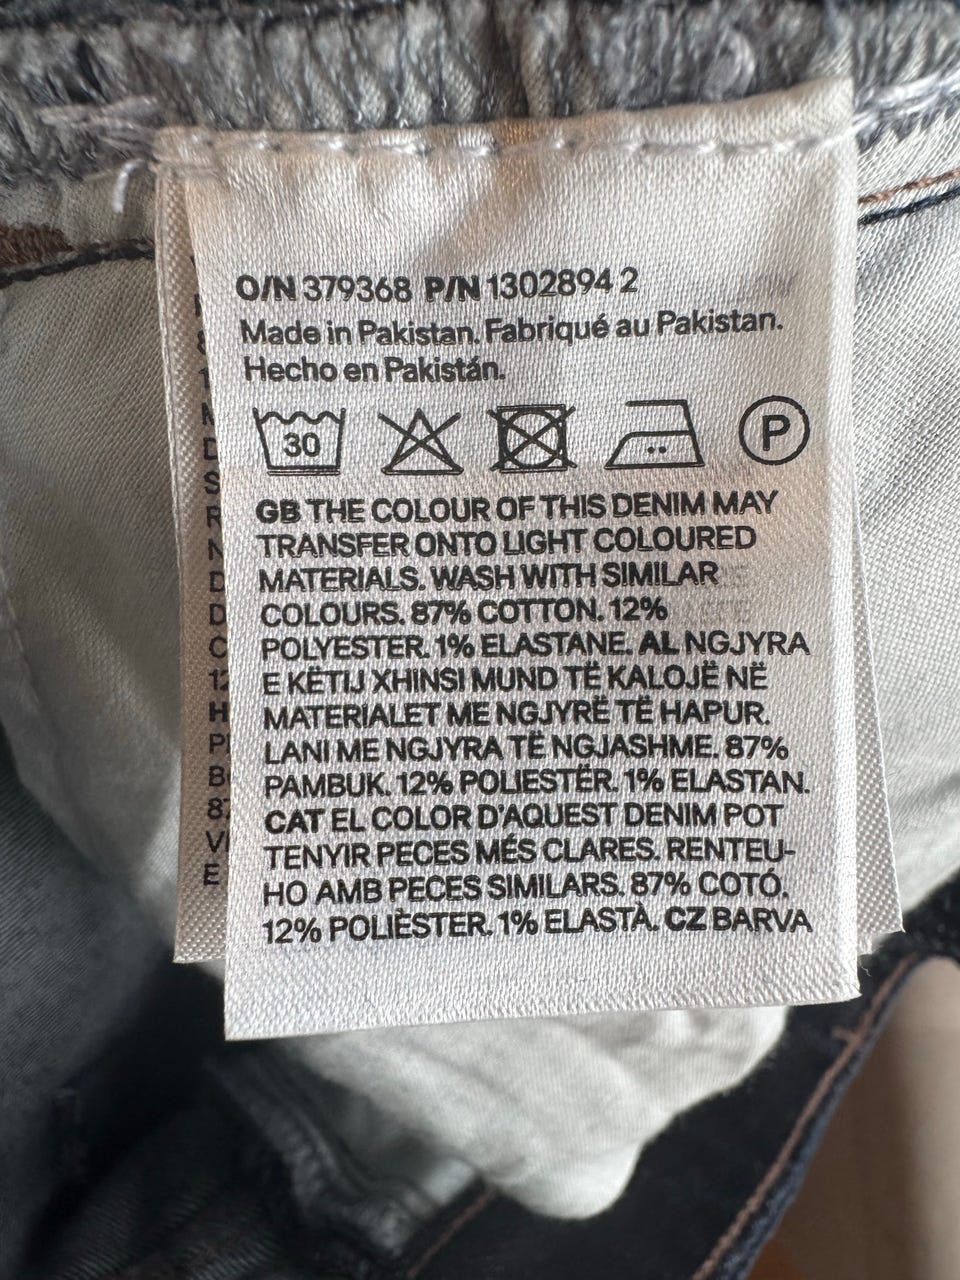 O/N 379368 P/N 1302894 2
Made in Pakistan. Fabriqué au Pakistan.
Hecho en Pakistán.
30
P
GB THE COLOUR OF THIS DENIM MAY
TRANSFER ONTO LIGHT COLOURED
MATERIALS. WASH WITH SIMILAR
COLOURS. 87% COTTON. 12%
POLYESTER. 1% ELASTANE. AL NGJYRA
E KËTIJ XHINSI MUND TË KALOJË NË
MATERIALET ME NGJYRË TË HAPUR.
LANI ME NGJYRA TË NGJASHME. 87%
PAMBUK. 12% POLIESTËR. 1% ELASTAN.
CAT EL COLOR D'AQUEST DENIM POT
TENYIR PECES MÉS CLARES. RENTEU-
HO AMB PECES SIMILARS. 87% COTÓ.
12% POLIÈSTER. 1% ELASTÀ. CZ BARVA